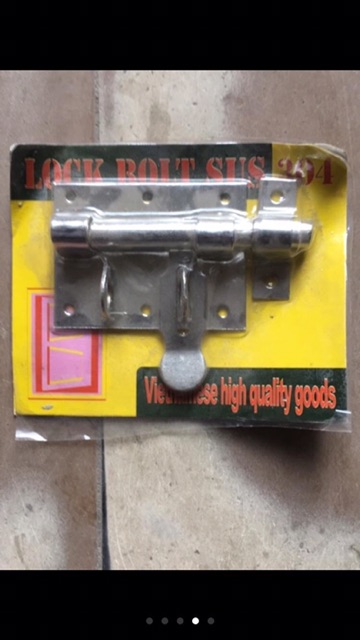 LOCK BOLT SUS 304
Vietnamese high quality goods